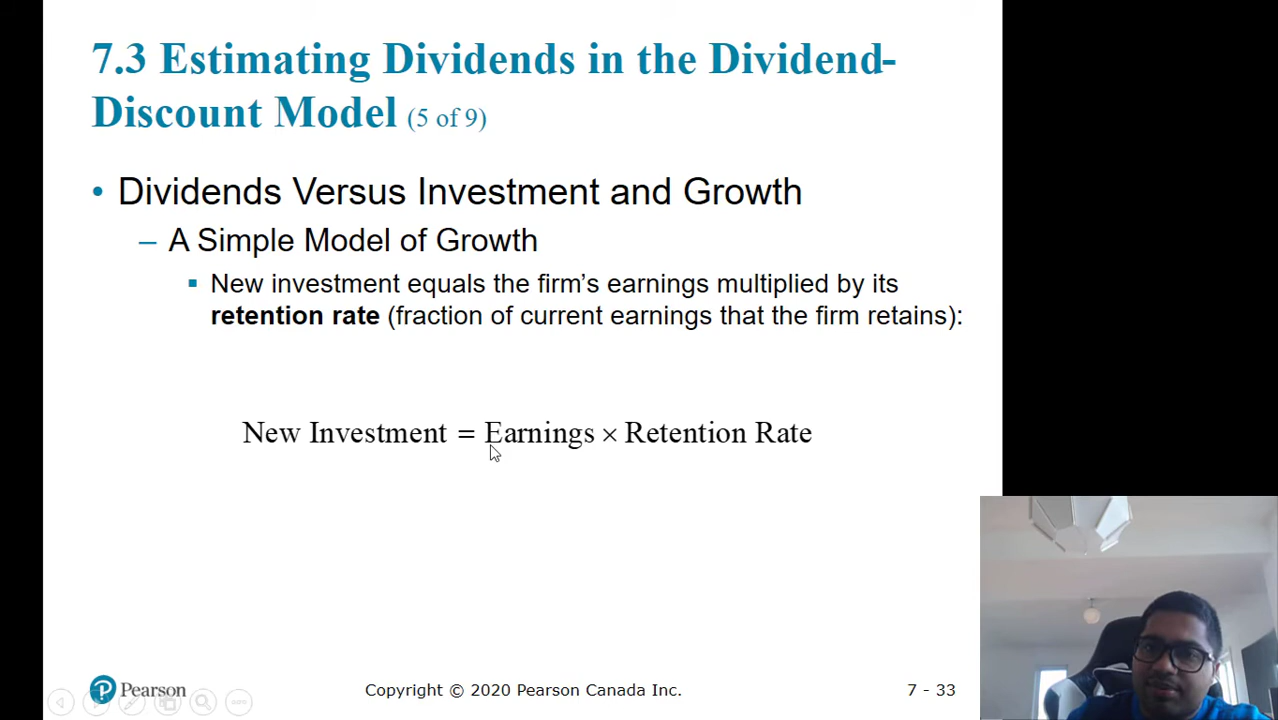 7.3 Estimating Dividends in the Dividend-
Discount Model (5 of 9)
• Dividends Versus Investment and Growth
– A Simple Model of Growth
▪ New investment equals the firm’s earnings multiplied by its
retention rate (fraction of current earnings that the firm retains):
New Investment = Earnings × Retention Rate
Pearson
Copyright © 2020 Pearson Canada Inc.
7 - 33